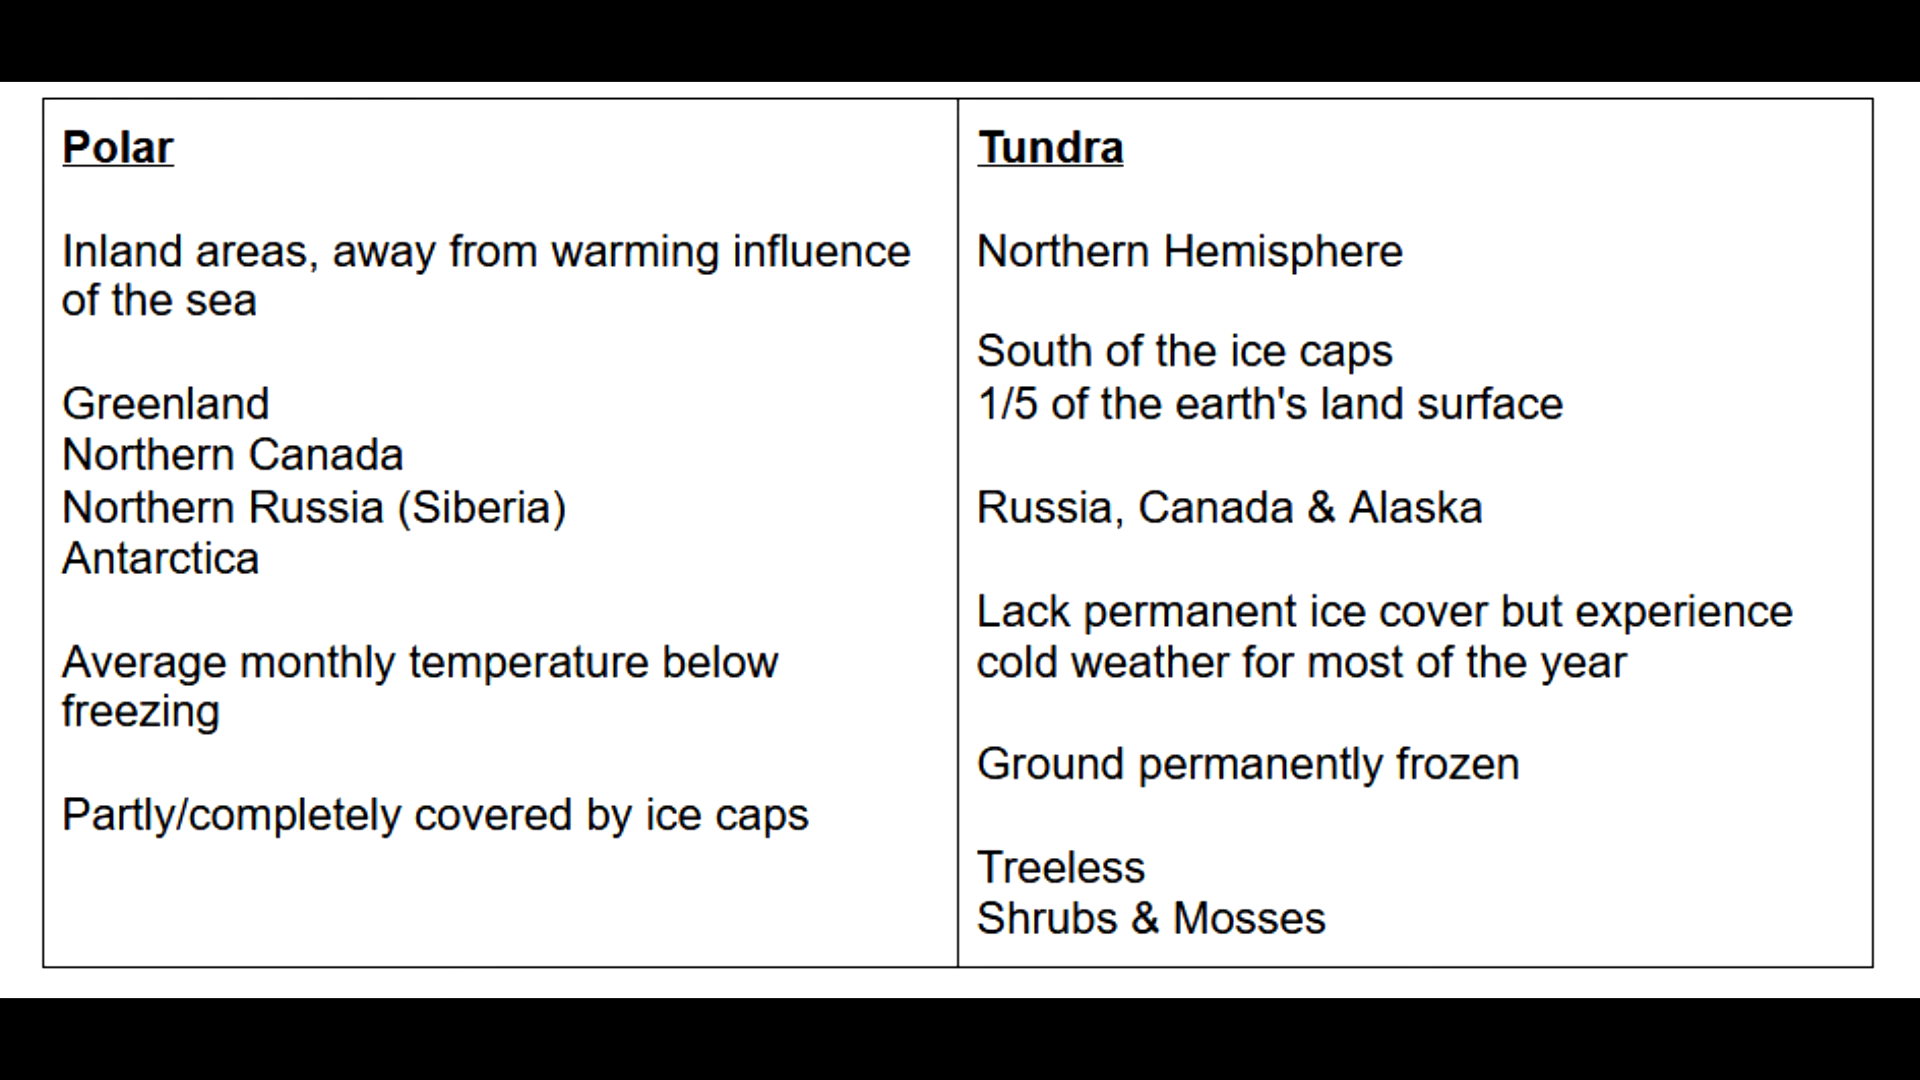 Polar
Inland areas, away from warming influence
of the sea
Greenland
Northern Canada
Northern Russia (Siberia)
Antarctica
Average monthly temperature below
freezing
Partly/completely covered by ice caps
Tundra
Northern Hemisphere
South of the ice caps
1/5 of the earth's land surface
Russia, Canada & Alaska
Lack permanent ice cover but experience
cold weather for most of the year
Ground permanently frozen
Treeless
Shrubs & Mosses